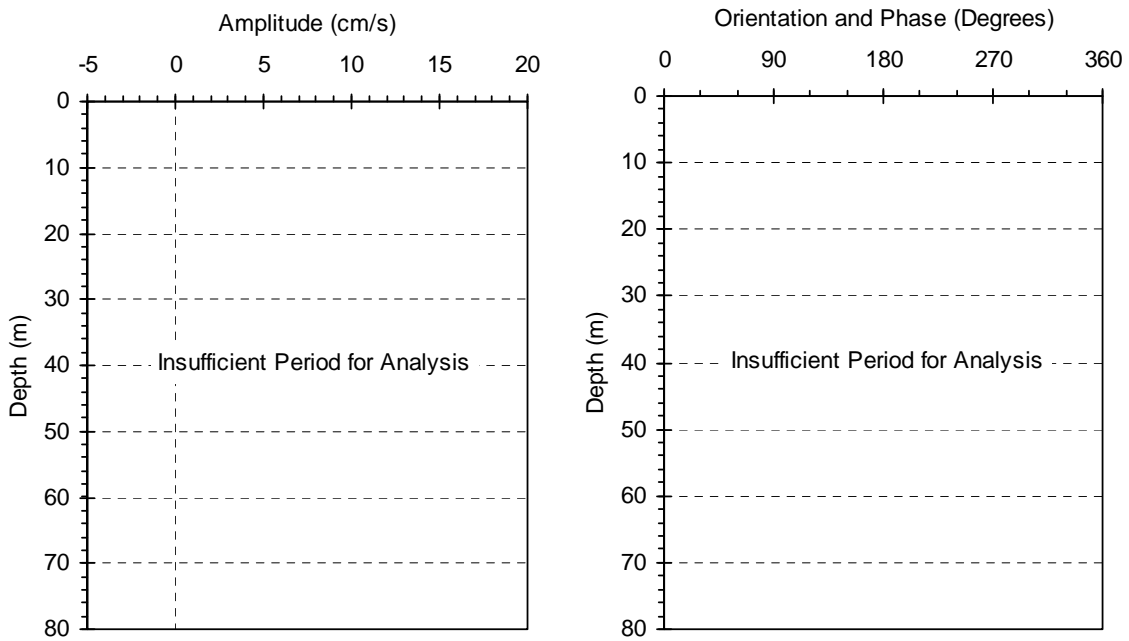 Amplitude (cm/s)
-5 0 5 10 15 20
0
10
20
30
40
50
60
70
80
Depth (m)
Insufficient Period for Analysis
Orientation and Phase (Degrees)
0 90 180 270 360
0
10
20
30
40
50
60
70
80
Depth (m)
Insufficient Period for Analysis